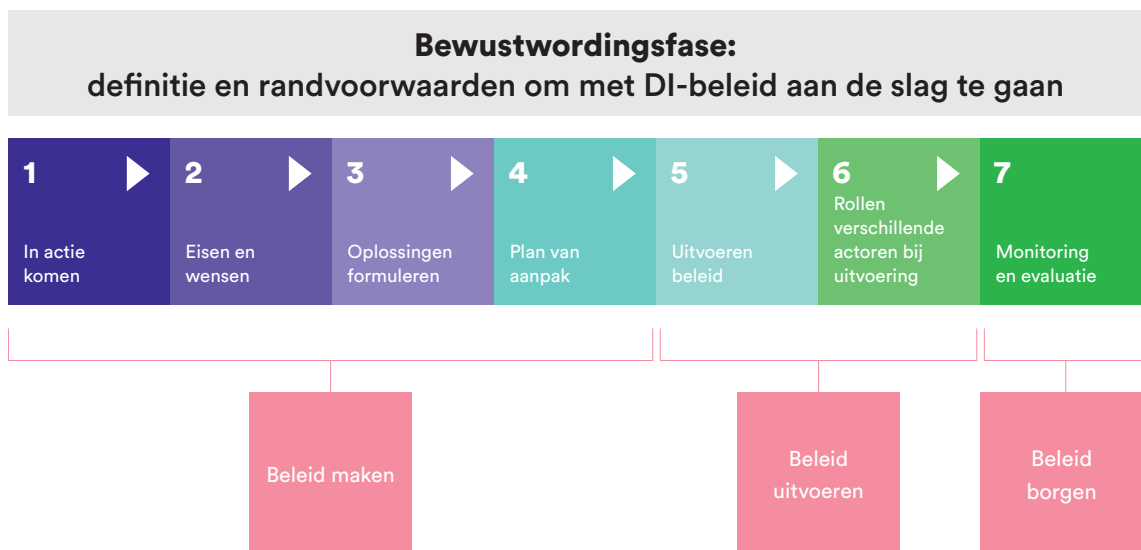 Bewustwordingsfase:
definitie en randvoorwaarden om met DI-beleid aan de slag te gaan
1
In actie
komen
2
Eisen en
wensen
3
Oplossingen
formuleren
4
Plan van
aanpak
5
Uitvoeren
beleid
6
Rollen
verschillende
actoren bij
uitvoering
7
Monitoring
en evaluatie
Beleid maken
Beleid
uitvoeren
Beleid
borgen